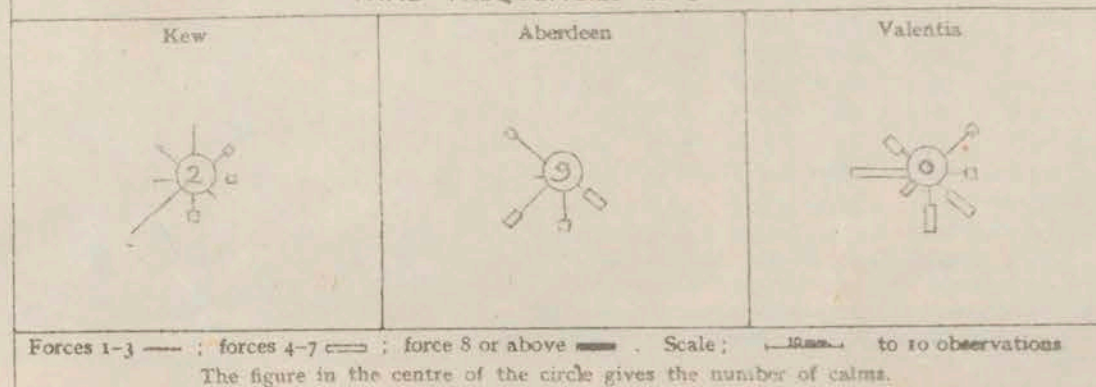 Kew Aberdeen Valentia
2 9 0
Forces 1-3 ; forces 4-7 ; force 8 or above . Scale ; 10mm to 10 observations
The figure in the centre of the circle gives the number of calms.